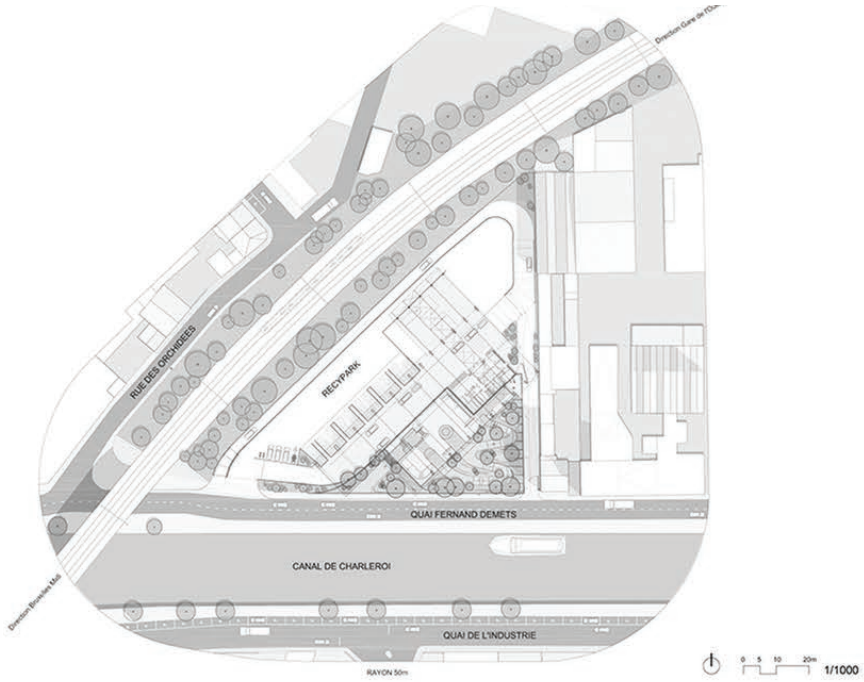 Direction Gare de l'Ou
RUE DES ORCHIDEES
RECYPARK
QUAI FERNAND DEMETS
CANAL DE CHARLEROI
Direction Bruxelles Midi
QUAI DE L'INDUSTRIE
RAYON 50m
0 5 10 20m
1/1000